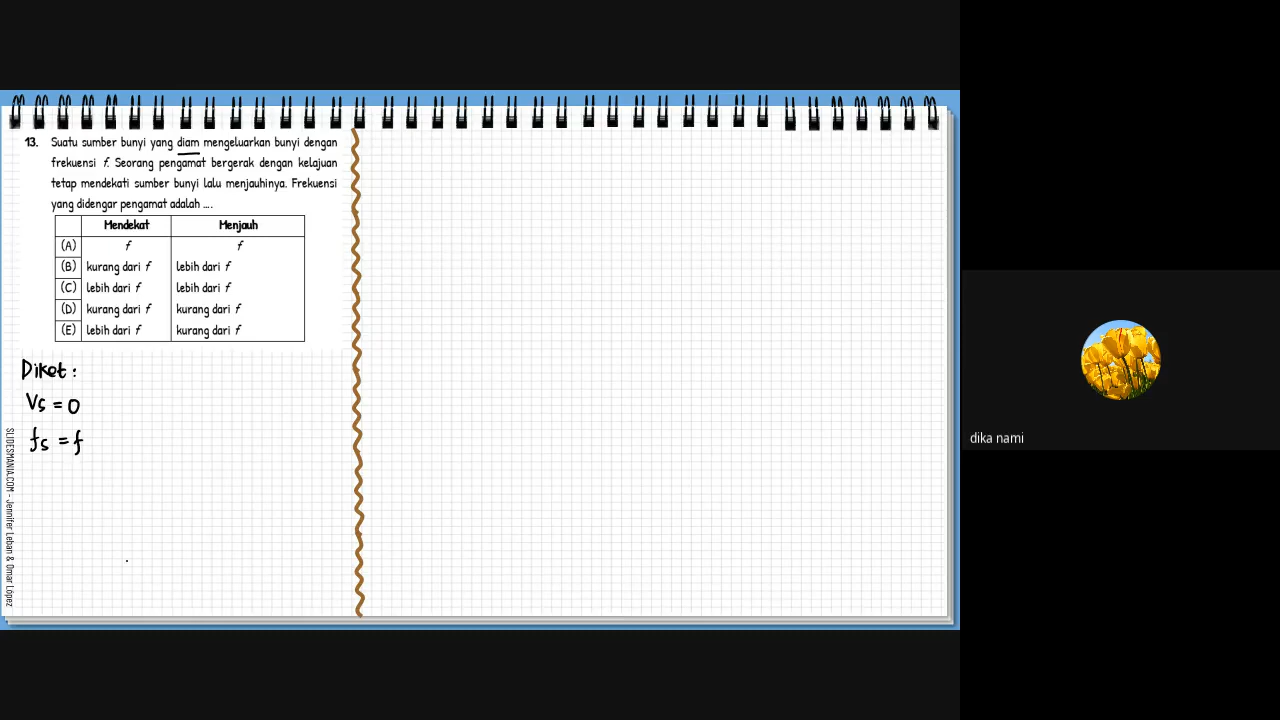 13. Suatu sumber bunyi yang diam mengeluarkan bunyi dengan
frekuensi f. Seorang pengamat bergerak dengan kelajuan
tetap mendekati sumber bunyi lalu menjauhinya. Frekuensi
yang didengar pengamat adalah ....
Mendekat Menjauh
(A) f f
(B) kurang dari f lebih dari f
(C) lebih dari f lebih dari f
(D) kurang dari f kurang dari f
(E) lebih dari f kurang dari f
Diket :
Vs = 0
fs = f
SLIDESMANIA.COM - Jennifer Leban & Omar López
dika nami